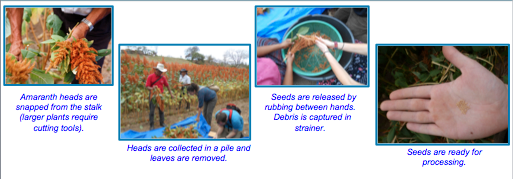 Amaranth heads are
snapped from the stalk
(larger plants require
cutting tools).
Heads are collected in a pile and
leaves are removed.
Seeds are released by
rubbing between hands.
Debris is captured in
strainer.
Seeds are ready for
processing.